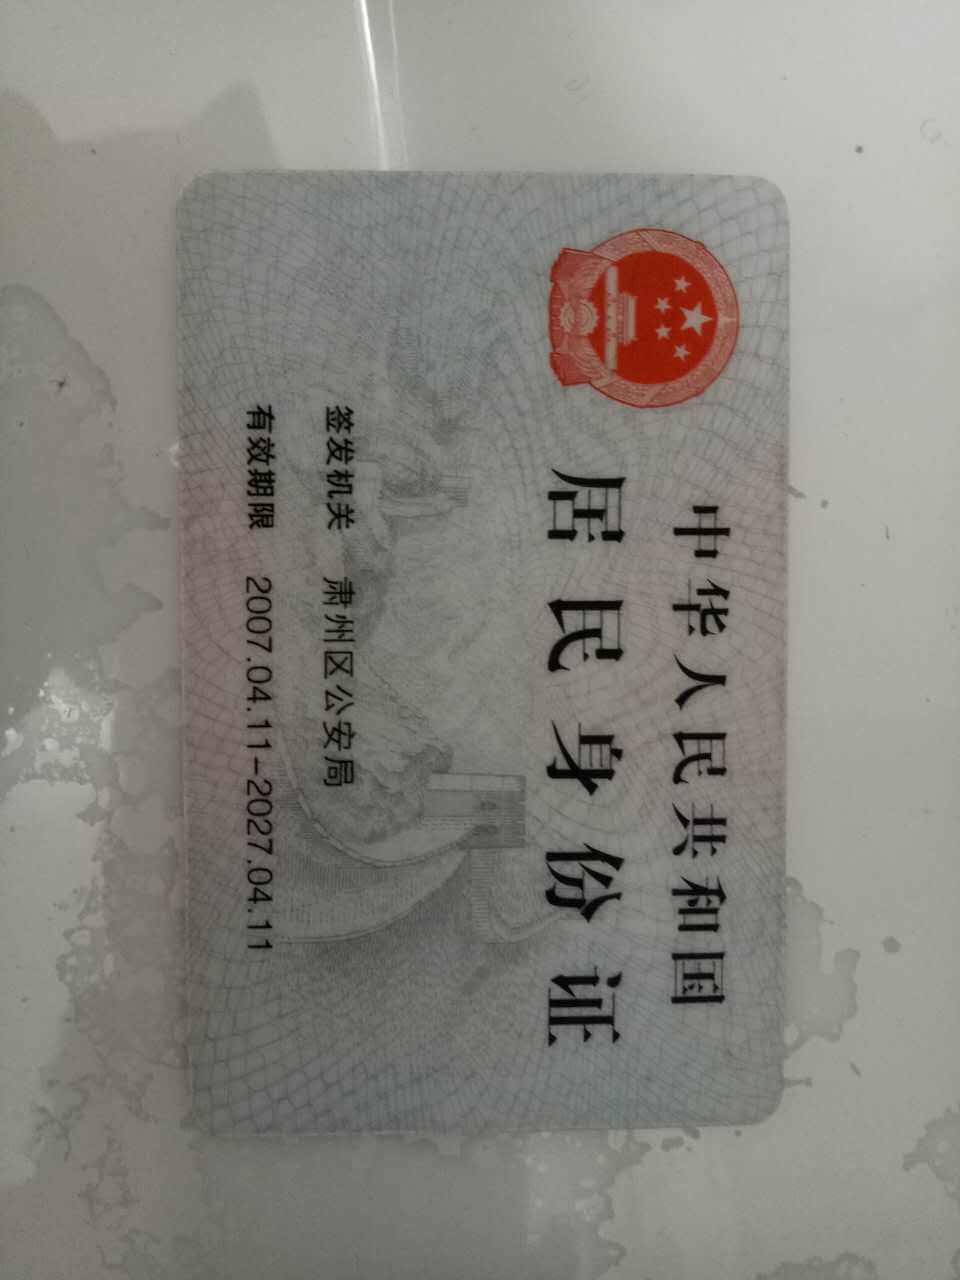 中华人民共和国
居民身份证
签发机关 肃州区公安局
有效期限 2007.04.11-2027.04.11